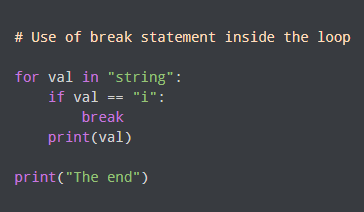 # Use of break statement inside the loop
for val in "string":
    if val == "i":
        break
    print(val)
print("The end")